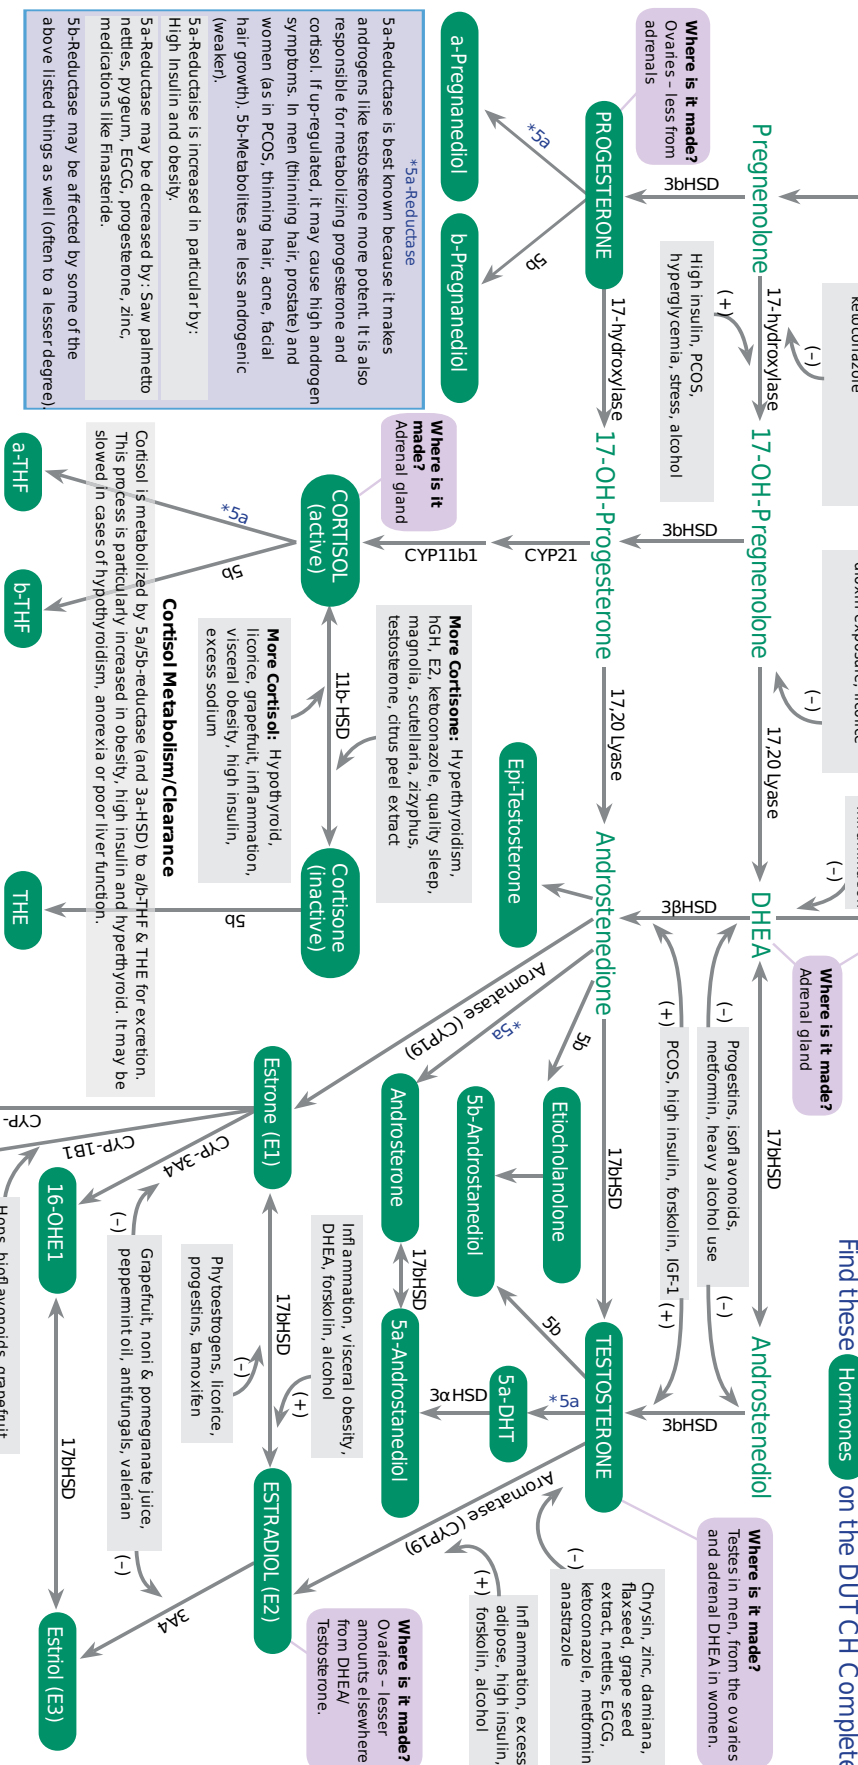 Find these Hormones on the DUTCH Complete
ketoconazole
(-)
(-)
(-)
Where is it made?
Adrenal gland
Pregnenolone
17-hydroxylase
17-OH-Pregnenolone
17,20 Lyase
DHEA
17bHSD
Androstenediol
(+)
High insulin, PCOS,
hyperglycemia, stress, alcohol
3bHSD
3bHSD
3βHSD
3bHSD
(-)
Progestins, isoflavonoids,
metformin, heavy alcohol use
(-)
(+)
PCOS, high insulin, forskolin, IGF-1
(+)
Where is it made?
Ovaries – less from
adrenals
Where is it made?
Testes in men, from the ovaries
and adrenal DHEA in women.
PROGESTERONE
17-hydroxylase
17-OH-Progesterone
17,20 Lyase
Androstenedione
17bHSD
TESTOSTERONE
*5a
5b
a-Pregnanediol
b-Pregnanediol
CYP21
CYP11b1
Epi-Testosterone
5b
Etiocholanolone
5b-Androstanediol
5b
*5a
5a-DHT
3αHSD
*5a
Androsterone
17bHSD
5a-Androstanediol
Aromatase (CYP19)
Aromatase (CYP19)
(-)
Chrysin, zinc, damiana,
flaxseed, grape seed
extract, nettles, EGCG,
ketoconazole, metformin
anastrazole
(+)
Inflammation, excess
adipose, high insulin,
forskolin, alcohol
*5a-Reductase
5a-Reductase is best known because it makes
androgens like testosterone more potent. It is also
responsible for metabolizing progesterone and
cortisol. If up-regulated, it may cause high androgen
symptoms. In men (thinning hair, prostate) and
women (as in PCOS, thinning hair, acne, facial
hair growth). 5b-Metabolites are less androgenic
(weaker).
5a-Reductaise is increased in particular by:
High Insulin and obesity.
5a-Reductase may be decreased by: Saw palmetto
nettles, pygeum, EGCG, progesterone, zinc,
medications like Finasteride.
5b-Reductase may be affected by some of the
above listed things as well (often to a lesser degree).
Where is it
made?
Adrenal gland
CORTISOL
(active)
11b-HSD
Cortisone
(inactive)
More Cortisone: Hyperthyroidism,
hGH, E2, ketoconazole, quality sleep,
magnolia, scutellaria, zizyphus,
testosterone, citrus peel extract
More Cortisol: Hypothyroid,
licorice, grapefruit, inflammation,
visceral obesity, high insulin,
excess sodium
*5a
5b
5b
Cortisol Metabolism/Clearance
Cortisol is metabolized by 5a/5b-reductase (and 3a-HSD) to a/b-THF & THE for excretion.
This process is particularly increased in obesity, high insulin and hyperthyroid. It may be
slowed in cases of hypothyroidism, anorexia or poor liver function.
a-THF
b-THF
THE
Inflammation, visceral obesity,
DHEA, forskolin, alcohol
(+)
Estrone (E1)
17bHSD
ESTRADIOL (E2)
(-)
Phytoestrogens, licorice,
progestins, tamoxifen
Where is it made?
Ovaries – lesser
amounts elsewhere
from DHEA/
Testosterone.
CYP-3A4
CYP-1B1
CYP-
3A4
(-)
Grapefruit, noni & pomegranate juice,
peppermint oil, antifungals, valerian
(-)
16-OHE1
17bHSD
Estriol (E3)
Hops, bioflavonoids, grapefruit